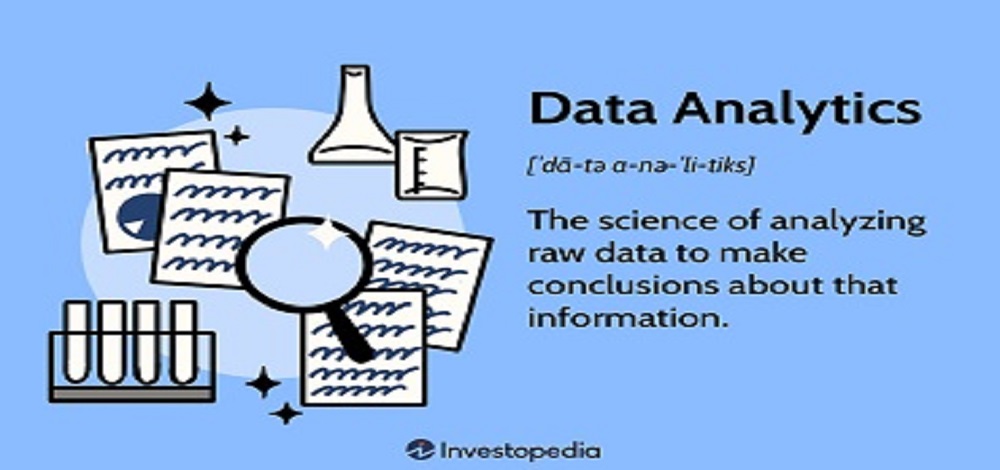 Data Analytics
[ˈdā-tə a-nə-ˈli-tiks]
The science of analyzing
raw data to make
conclusions about that
information.
Investopedia